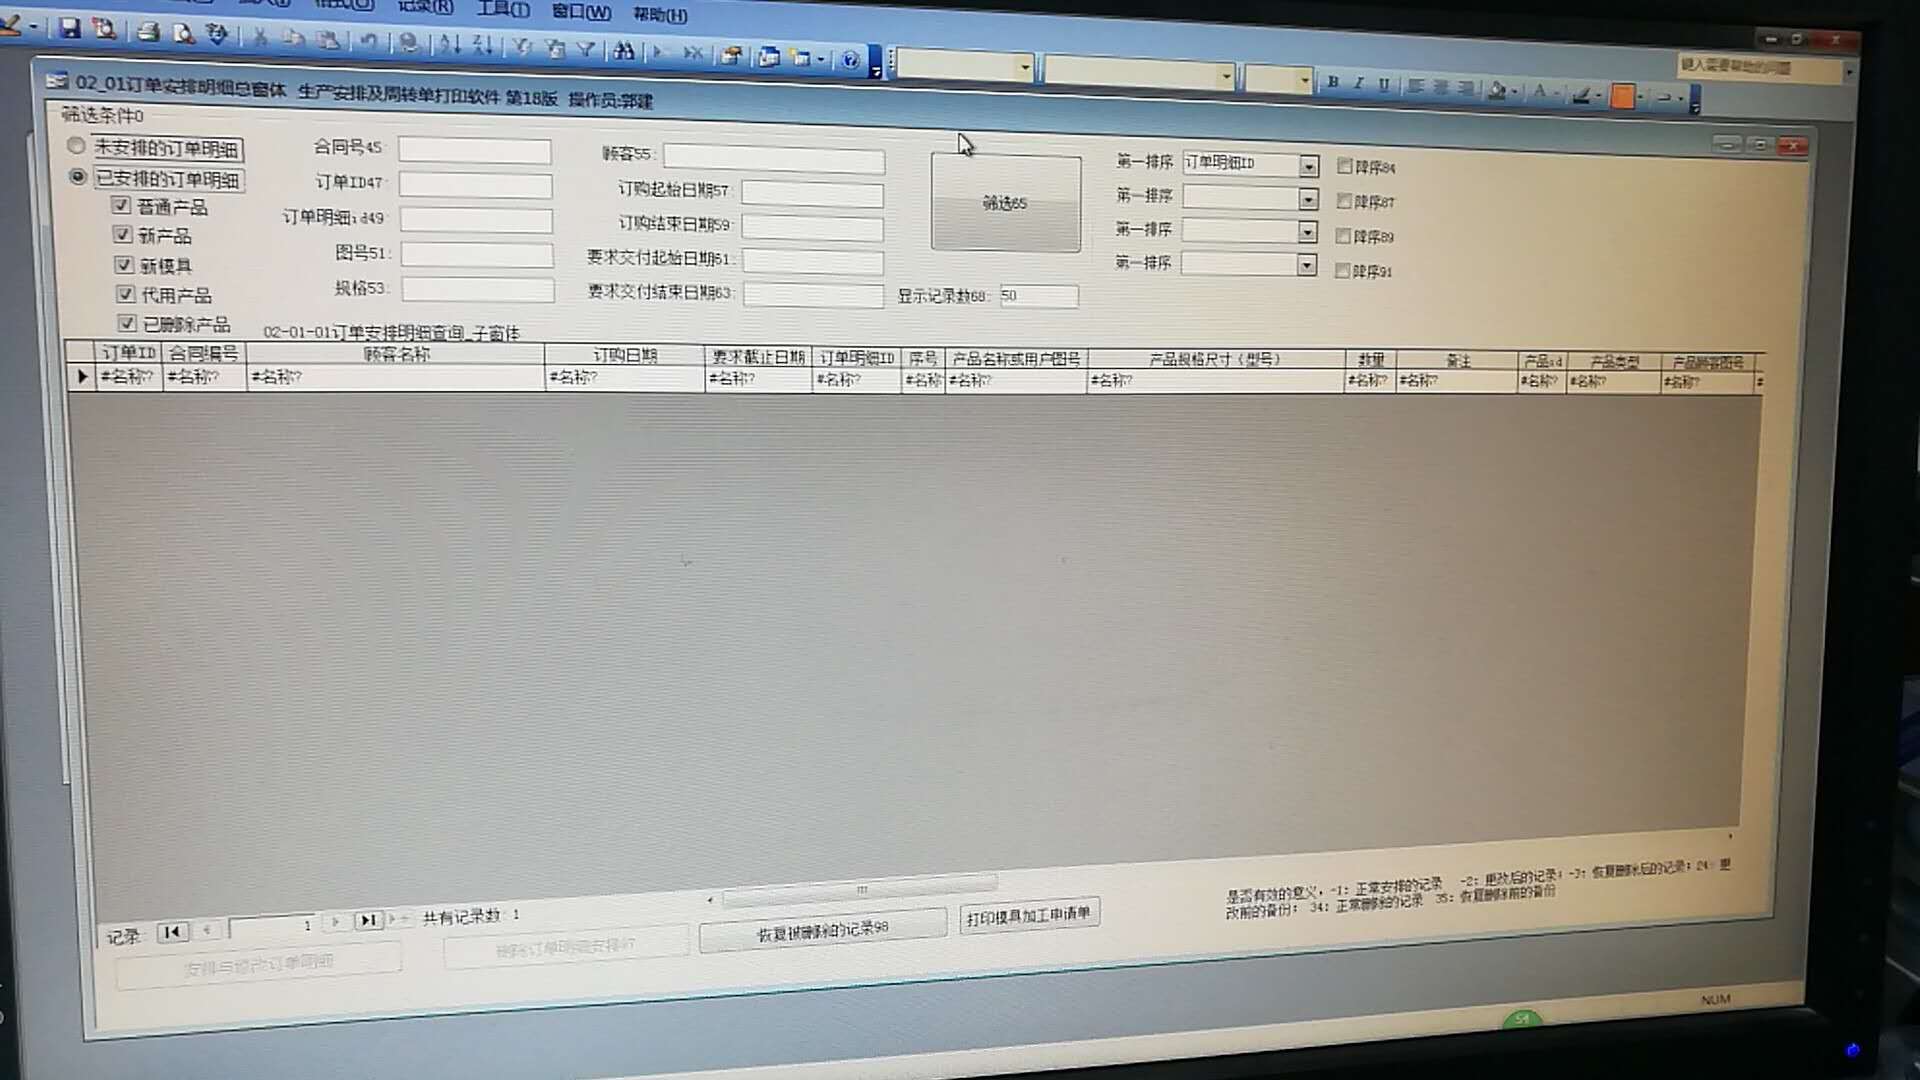 格式(O) 记录(R) 工具(T) 窗口(W) 帮助(H)
键入需要帮助的问题
B I U A
02_01订单安排明细总窗体 生产安排及周转单打印软件 第18版 操作员:郭建
筛选条件0
未安排的订单明细
已安排的订单明细
普通产品
新产品
新模具
代用产品
已删除产品
合同号45:
订单ID47:
订单明细id49:
图号51:
规格53:
顾客55:
订购起始日期57:
订购结束日期59:
要求交付起始日期61:
要求交付结束日期63:
筛选65
显示记录数68: 50
第一排序 订单明细ID 降序84
第一排序 降序87
第一排序 降序89
第一排序 降序91
02-01-01订单安排明细查询_子窗体
订单ID 合同编号 顾客名称 订购日期 要求截止日期 订单明细ID 序号 产品名称或用户图号 产品规格尺寸(型号) 数量 备注 产品id 产品类型 产品顾客图号
#名称? #名称? #名称? #名称? #名称? #名称? #名称 #名称? #名称? #名称? #名称? #名称? #名称? #名称? #
记录: 1 共有记录数: 1
安排与修改订单明细
删除订单明细安排97
恢复被删除的记录98
打印模具加工申请单
是否有效的意义，-1: 正常安排的记录 -2: 更改后的记录；-3: 恢复删除后的记录；24: 更
改前的备份； 34: 正常删除的记录 35: 恢复删除前的备份
NUM
54